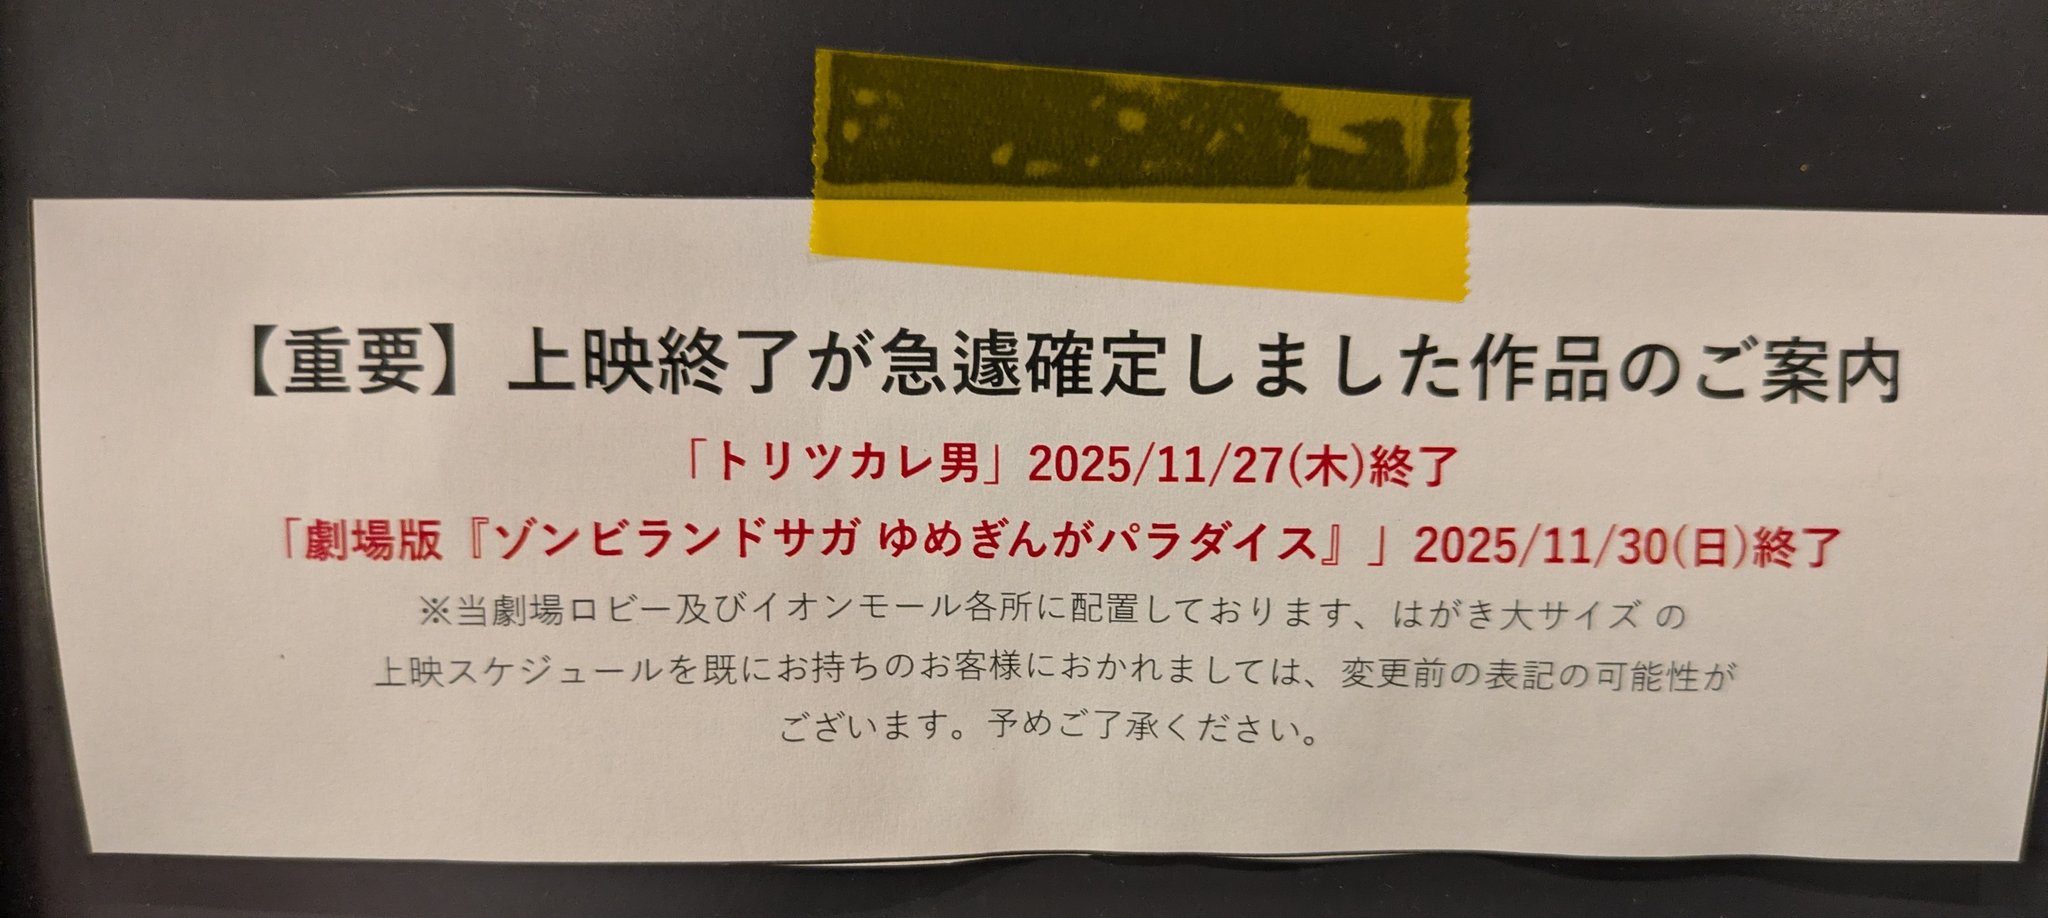 【重要】上映終了が急遽確定しました作品のご案内
「トリツカレ男」2025/11/27(木)終了
「劇場版『ゾンビランドサガ ゆめぎんがパラダイス』」2025/11/30(日)終了
※当劇場ロビー及びイオンモール各所に配置しております、はがき大サイズ の
上映スケジュールを既にお持ちのお客様におかれましては、変更前の表記の可能性が
ございます。予めご了承ください。